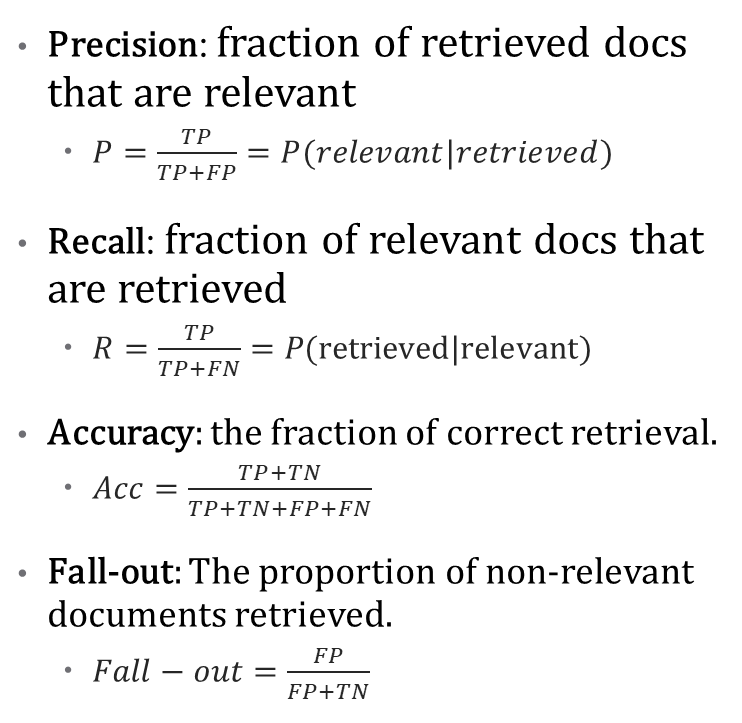 • Precision: fraction of retrieved docs
that are relevant
• P = TP / TP+FP = P(relevant|retrieved)
• Recall: fraction of relevant docs that
are retrieved
• R = TP / TP+FN = P(retrieved|relevant)
• Accuracy: the fraction of correct retrieval.
• Acc = TP+TN / TP+TN+FP+FN
• Fall-out: The proportion of non-relevant
documents retrieved.
• Fall − out = FP / FP+TN